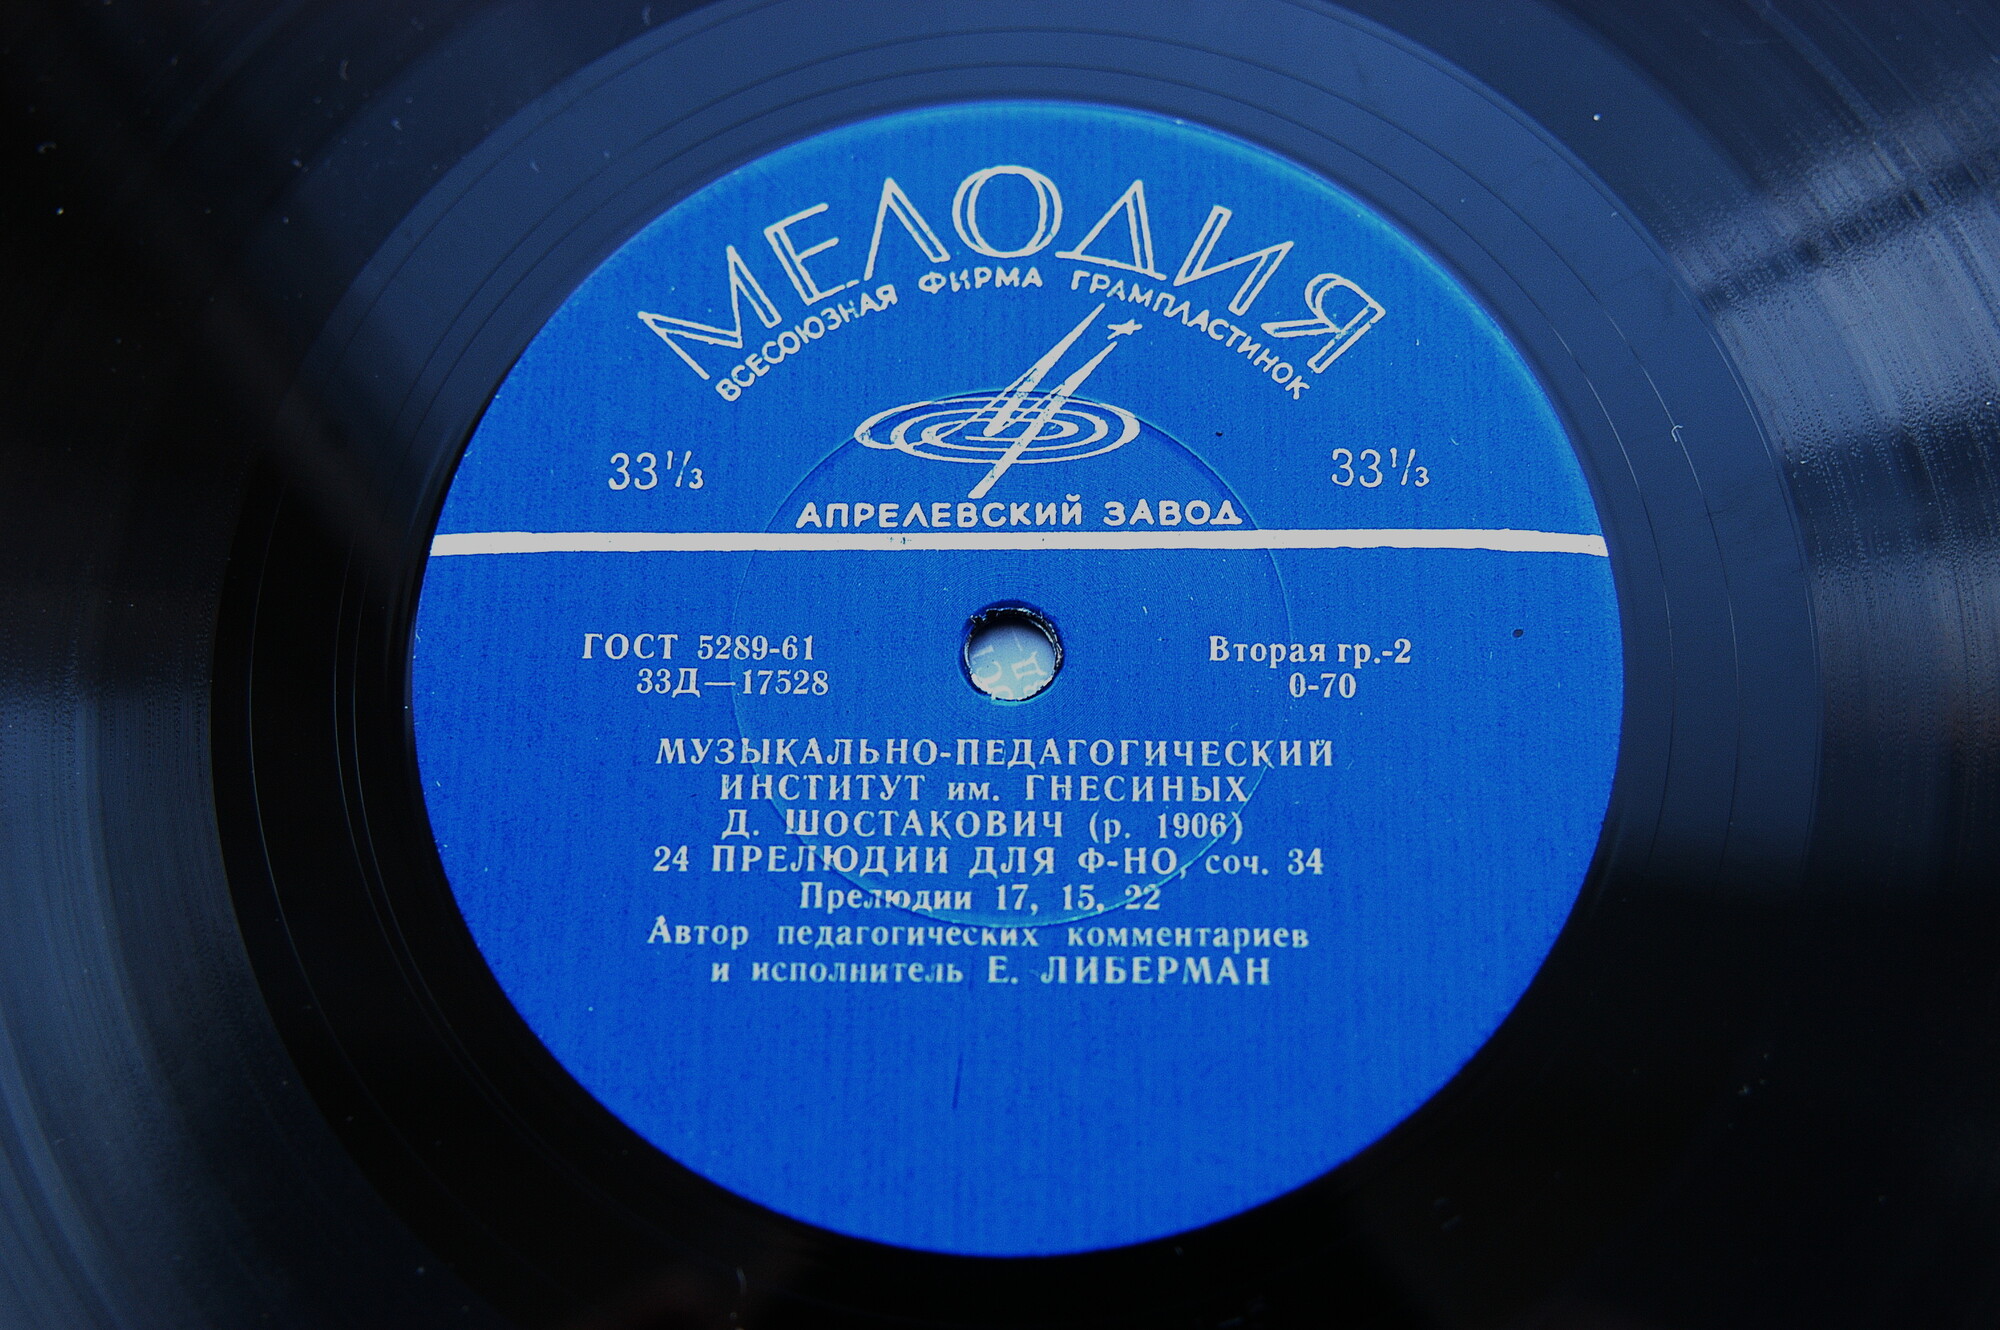 МЕЛОДИЯ
ВСЕСОЮЗНАЯ ФИРМА ГРАМПЛАСТИНОК
33⅓ 33⅓
АПРЕЛЕВСКИЙ ЗАВОД
ГОСТ 5289-61 Вторая гр.-2
33Д—17528 0-70
МУЗЫКАЛЬНО-ПЕДАГОГИЧЕСКИЙ
ИНСТИТУТ им. ГНЕСИНЫХ
Д. ШОСТАКОВИЧ (р. 1906)
24 ПРЕЛЮДИИ ДЛЯ Ф-НО, соч. 34
Прелюдии 17, 15, 22
Автор педагогических комментариев
и исполнитель Е. ЛИБЕРМАН